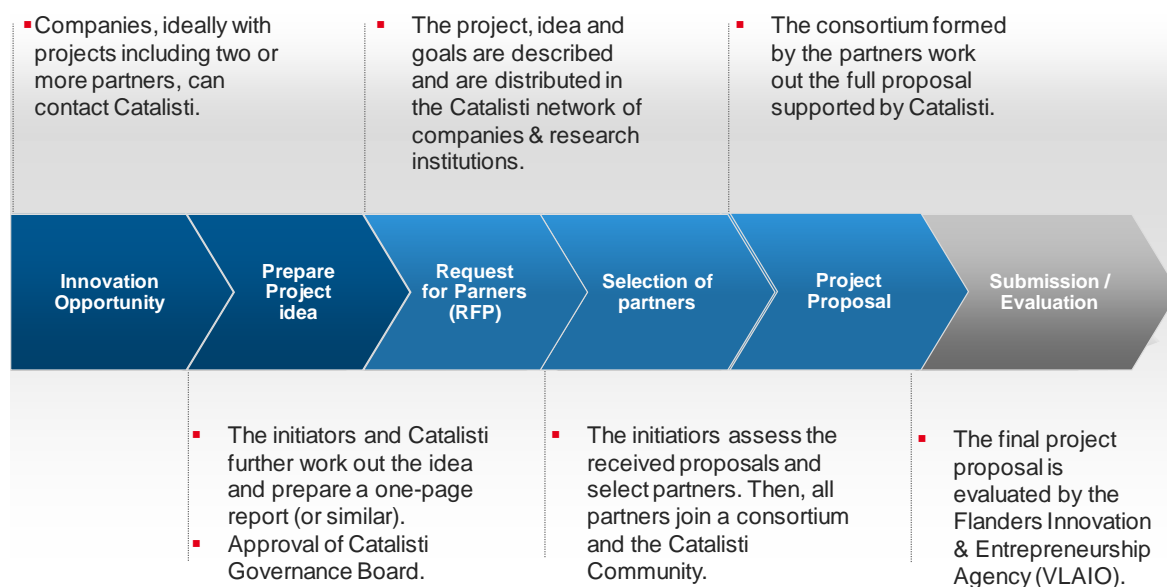 ▪Companies, ideally with
projects including two or
more partners, can
contact Catalisti.
▪ The project, idea and
goals are described
and are distributed in
the Catalisti network of
companies & research
institutions.
▪ The consortium formed
by the partners work
out the full proposal
supported by Catalisti.
Innovation
Opportunity
Prepare
Project
idea
Request
for Parners
(RFP)
Selection of
partners
Project
Proposal
Submission /
Evaluation
▪ The initiators and Catalisti
further work out the idea
and prepare a one-page
report (or similar).
▪ Approval of Catalisti
Governance Board.
▪ The initiatiors assess the
received proposals and
select partners. Then, all
partners join a consortium
and the Catalisti
Community.
▪ The final project
proposal is
evaluated by the
Flanders Innovation
& Entrepreneurship
Agency (VLAIO).